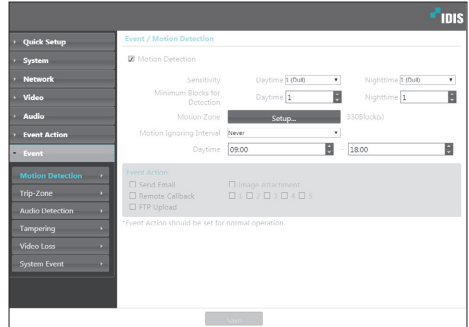 IDIS
Quick Setup
System
Network
Video
Audio
Event Action
Event
Motion Detection
Trip-Zone
Audio Detection
Tampering
Video Loss
System Event
Event / Motion Detection
Motion Detection
Sensitivity Daytime 1 (Dull) Nighttime 1 (Dull)
Minimum Blocks for Detection Daytime 1 Nighttime 1
Motion Zone Setup... 330Block(s)
Motion Ignoring Interval Never
Daytime 09:00 ~ 18:00
Event Action
Send Email Image Attachment
Remote Callback 1 2 3 4 5
FTP Upload
*Event Action should be set for normal operation.
Save